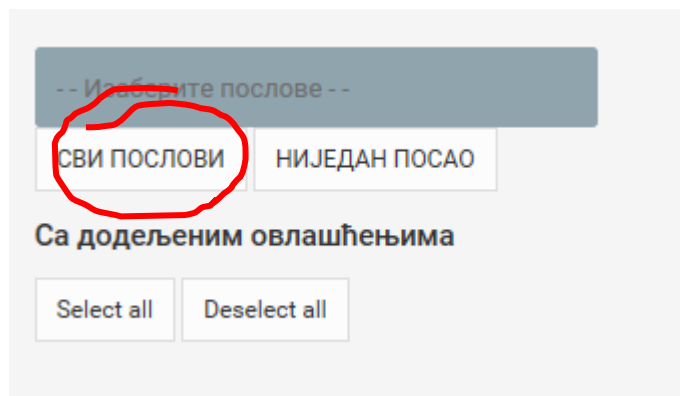 - - Изаберите послове - -
СВИ ПОСЛОВИ НИЈЕДАН ПОСАО
Са додељеним овлашћењима
Select all Deselect all